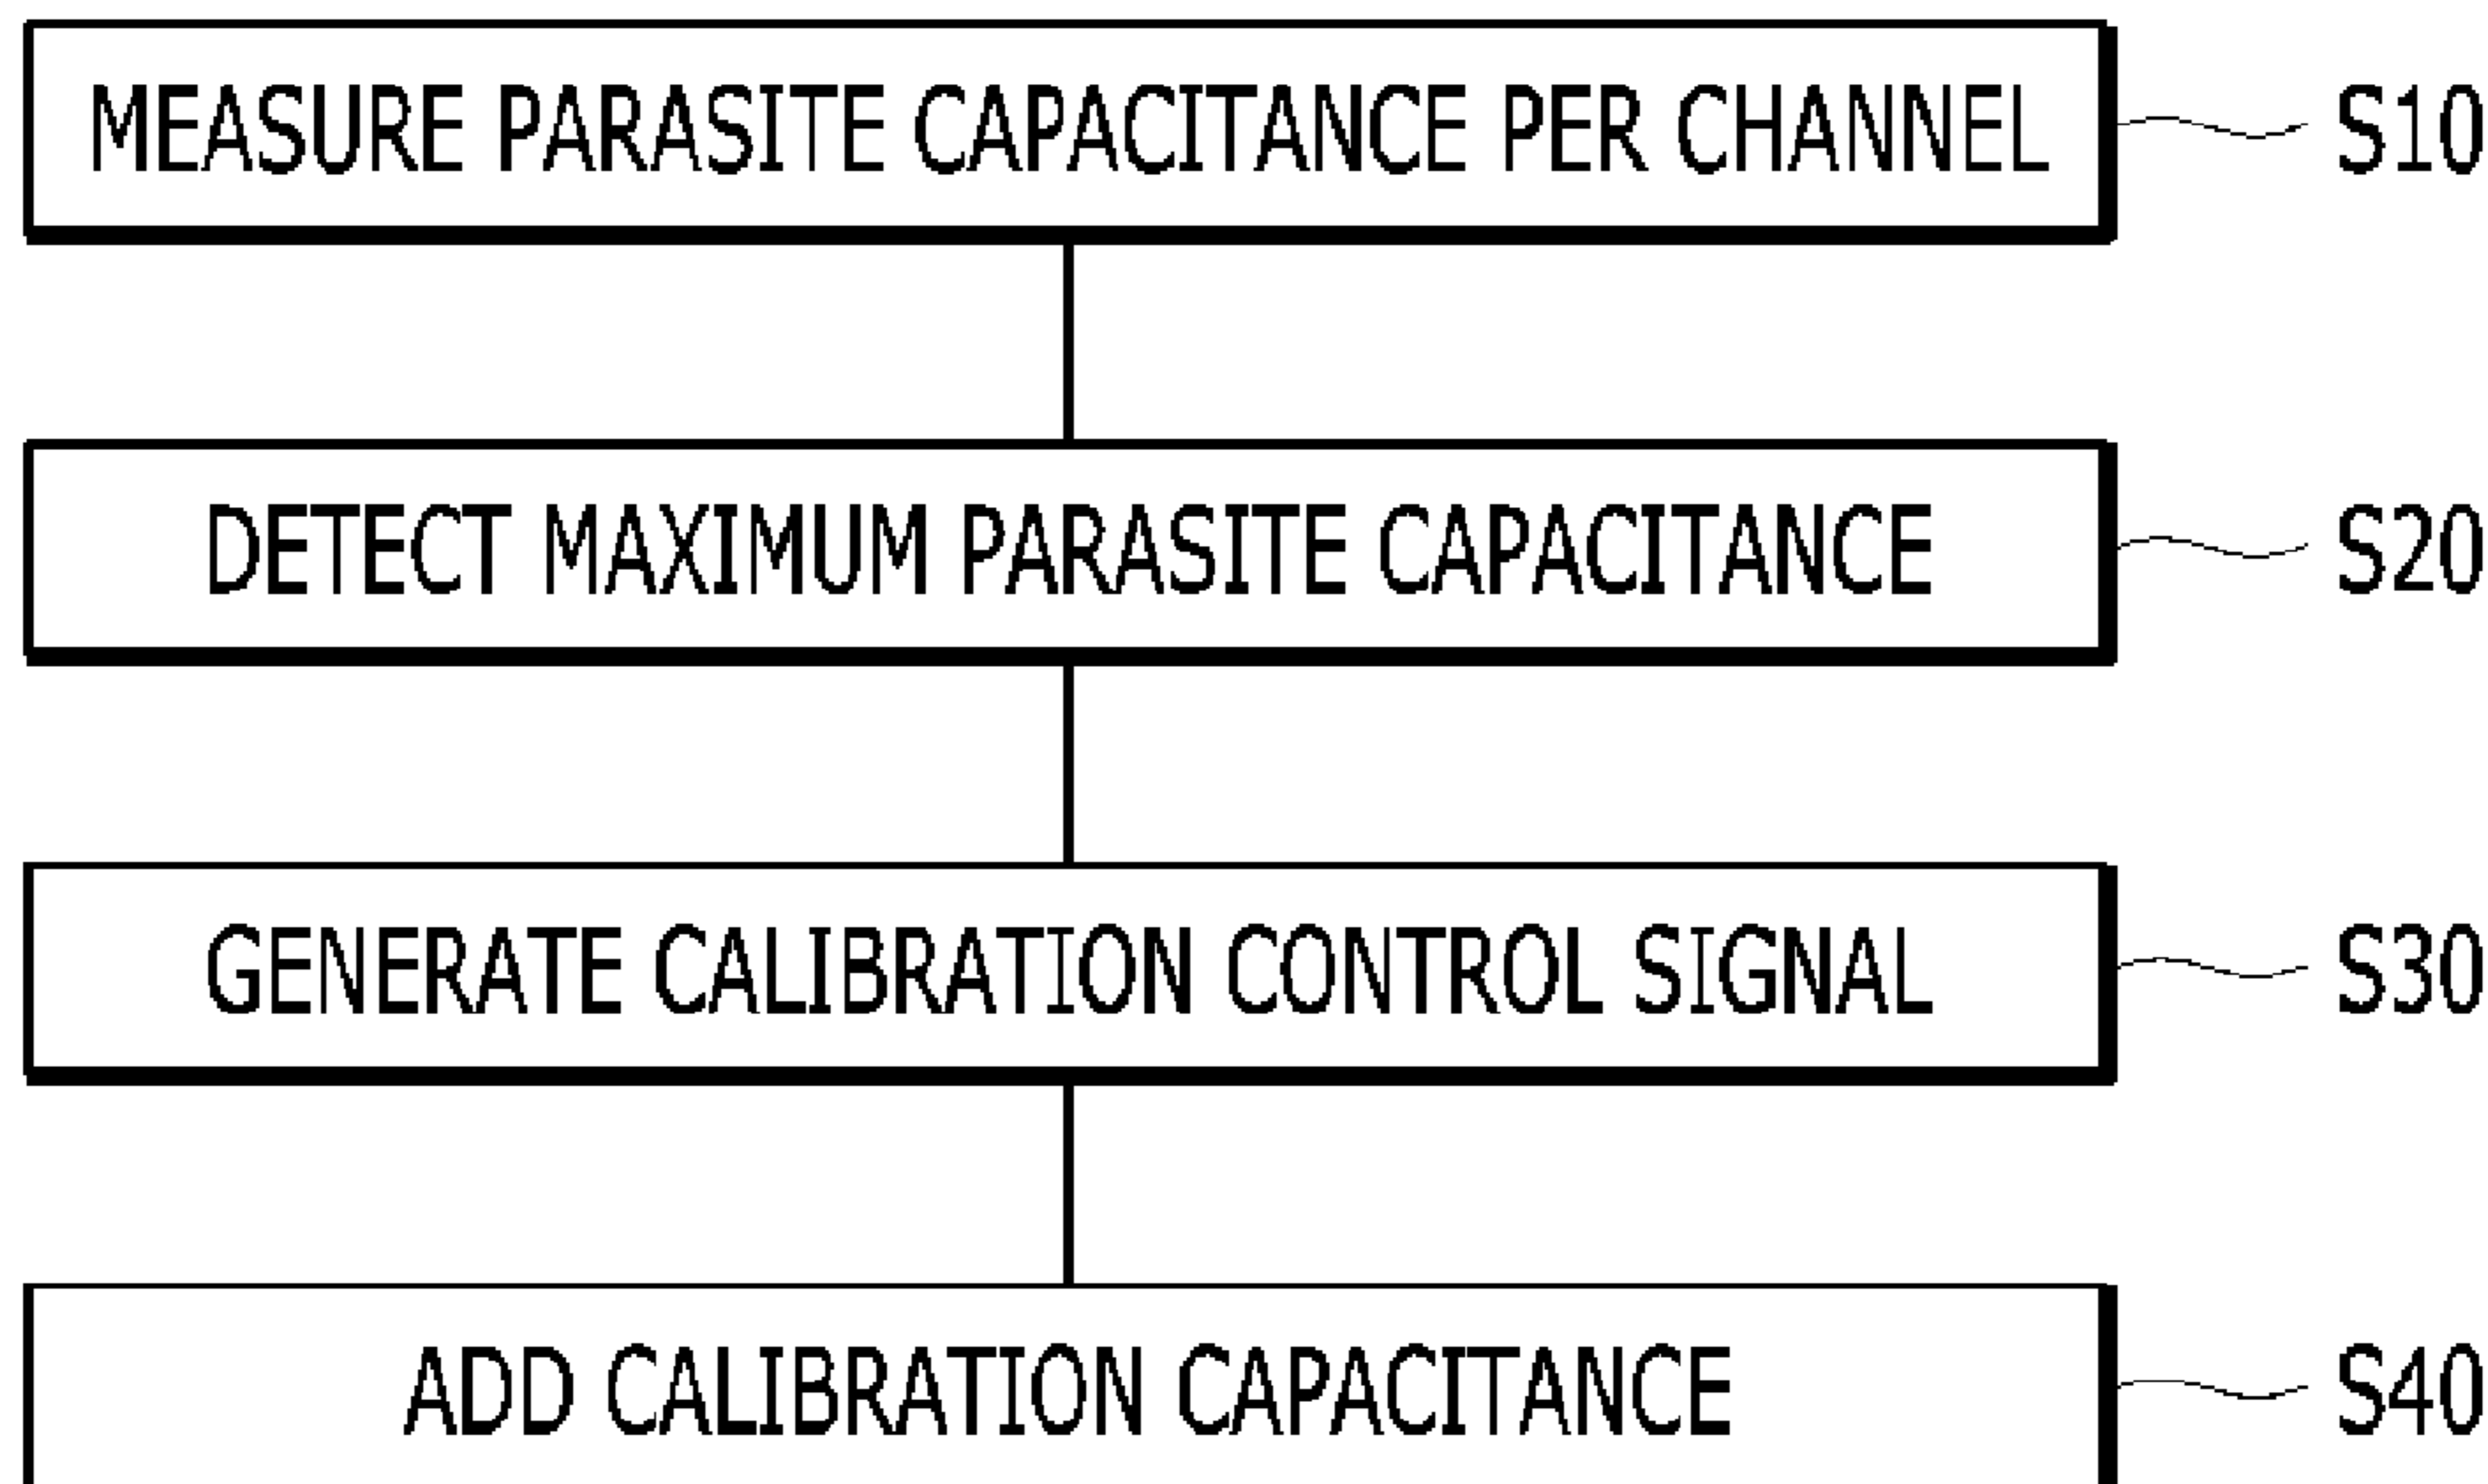 MEASURE PARASITE CAPACITANCE PER CHANNEL S10
DETECT MAXIMUM PARASITE CAPACITANCE S20
GENERATE CALIBRATION CONTROL SIGNAL S30
ADD CALIBRATION CAPACITANCE S40